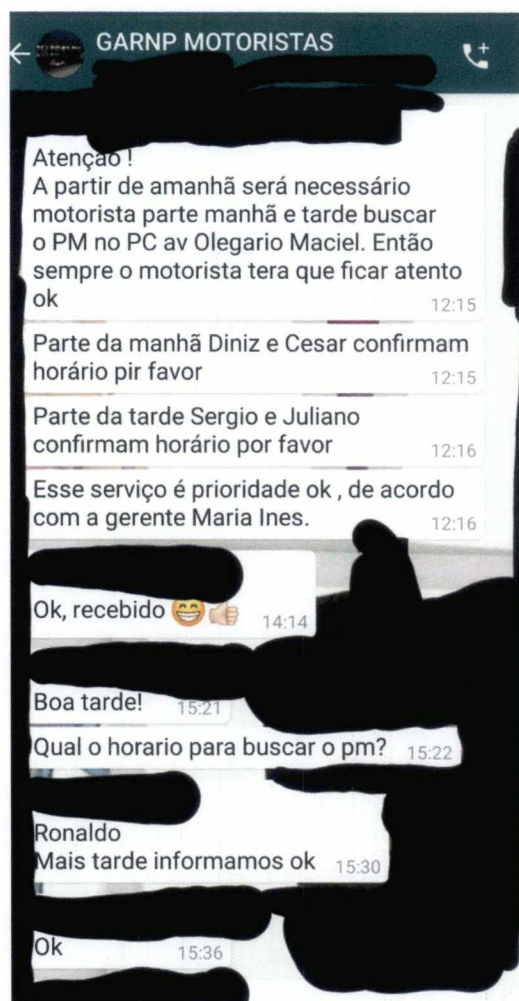 GARNP MOTORISTAS
Atenção !
A partir de amanhã será necessário
motorista parte manhã e tarde buscar
o PM no PC av Olegario Maciel. Então
sempre o motorista tera que ficar atento
ok
12:15
Parte da manhã Diniz e Cesar confirmam
horário pir favor
12:15
Parte da tarde Sergio e Juliano
confirmam horário por favor
12:16
Esse serviço é prioridade ok , de acordo
com a gerente Maria Ines.
12:16
Ok, recebido 😁👍🏻
14:14
Boa tarde!
15:21
Qual o horario para buscar o pm?
15:22
Ronaldo
Mais tarde informamos ok
15:30
Ok
15:36